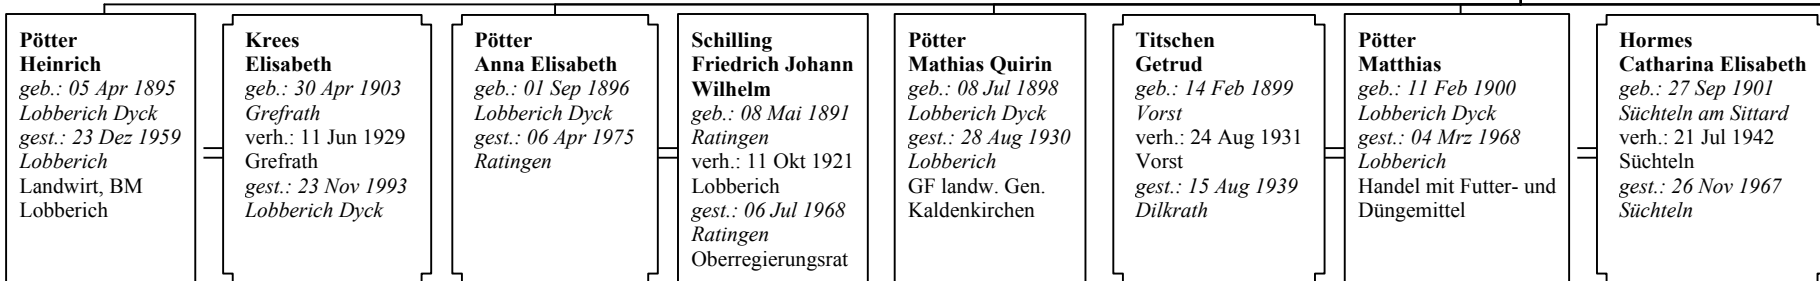 Pötter
Heinrich
geb.: 05 Apr 1895
Lobberich Dyck
gest.: 23 Dez 1959
Lobberich
Landwirt, BM
Lobberich
Krees
Elisabeth
geb.: 30 Apr 1903
Grefrath
verh.: 11 Jun 1929
Grefrath
gest.: 23 Nov 1993
Lobberich Dyck
Pötter
Anna Elisabeth
geb.: 01 Sep 1896
Lobberich Dyck
gest.: 06 Apr 1975
Ratingen
Schilling
Friedrich Johann
Wilhelm
geb.: 08 Mai 1891
Ratingen
verh.: 11 Okt 1921
Lobberich
gest.: 06 Jul 1968
Ratingen
Oberregierungsrat
Pötter
Mathias Quirin
geb.: 08 Jul 1898
Lobberich Dyck
gest.: 28 Aug 1930
Lobberich
GF landw. Gen.
Kaldenkirchen
Titschen
Getrud
geb.: 14 Feb 1899
Vorst
verh.: 24 Aug 1931
Vorst
gest.: 15 Aug 1939
Dilkrath
Pötter
Matthias
geb.: 11 Feb 1900
Lobberich Dyck
gest.: 04 Mrz 1968
Lobberich
Handel mit Futter- und
Düngemittel
Hormes
Catharina Elisabeth
geb.: 27 Sep 1901
Süchteln am Sittard
verh.: 21 Jul 1942
Süchteln
gest.: 26 Nov 1967
Süchteln